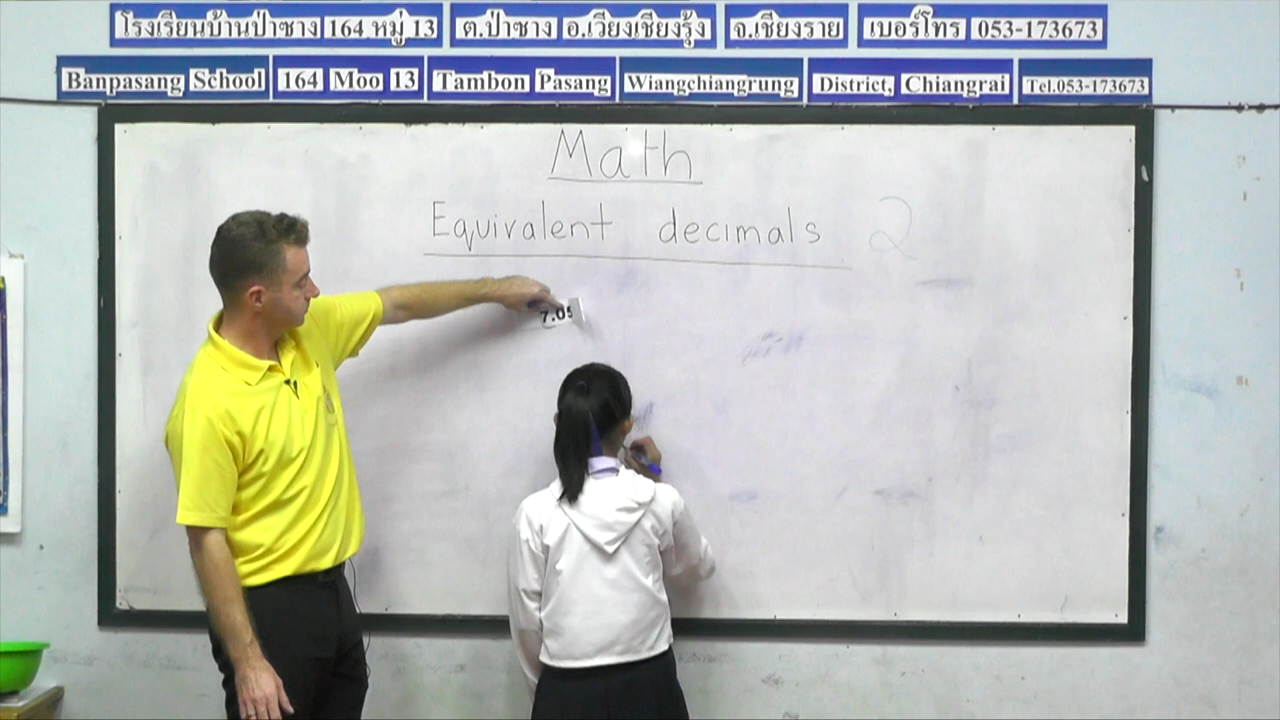 โรงเรียนบ้านป่าซาง 164 หมู่ 13 ต.ป่าซาง อ.เวียงเชียงรุ้ง จ.เชียงราย เบอร์โทร 053-173673
Banpasang School 164 Moo 13 Tambon Pasang Wiangchiangrung District, Chiangrai Tel.053-173673
Math
Equivalent decimals 2
7.05